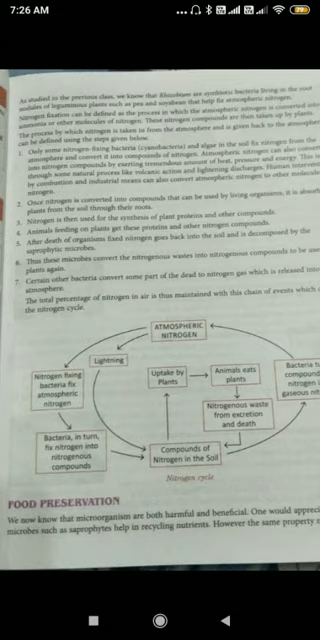 7:26 AM
79
As studied in the previous class, we know that Rhizobium are symbiotic bacteria living in the root
nodules of leguminous plants such as pea and soyabean that help fix atmospheric nitrogen.
Nitrogen fixation can be defined as the process in which the atmospheric nitrogen is converted into
ammonia or other molecules of nitrogen. These nitrogen compounds are then taken up by plants.
The process by which nitrogen is taken in from the atmosphere and is given back to the atmosphere
can be defined using the steps given below.
1. Only some nitrogen-fixing bacteria (cyanobacteria) and algae in the soil fix nitrogen from the
atmosphere and convert it into compounds of nitrogen. Atmospheric nitrogen can also convert
into nitrogen compounds by exerting tremendous amount of heat, pressure and energy This is
through some natural process like volcanic action and lightening discharges. Human interven
by combustion and industrial means can also convert atmospheric nitrogen to other molecule
nitrogen.
2. Once nitrogen is converted into compounds that can be used by living organisms, it is absorb
plants from the soil through their roots.
3. Nitrogen is then used for the synthesis of plant proteins and other compounds.
4. Animals feeding on plants get these proteins and other nitrogen compounds.
5. After death of organisms fixed nitrogen goes back into the soil and is decomposed by the
saprophytic microbes.
6. Thus these microbes convert the nitrogenous wastes into nitrogenous compounds to be use
plants again.
7. Certain other bacteria convert some part of the dead to nitrogen gas which is released into
atmosphere.
The total percentage of nitrogen in air is thus maintained with this chain of events which
the nitrogen cycle.
ATMOSPHERIC
NITROGEN
Lightning
Nitrogen fixing
bacteria fix
atmospheric
nitrogen
Uptake by
Plants
Animals eats
plants
Bacteria
compound
nitrogen
gaseous
Nitrogenous waste
from excretion
and death
Bacteria, in turn,
fix nitrogen into
nitrogenous
compounds
Compounds of
Nitrogen in the Soil
Nitrogen cycle
FOOD PRESERVATION
We now know that microorganism are both harmful and beneficial. One would appreci
microbes such as saprophytes help in recycling nutrients. However the same property